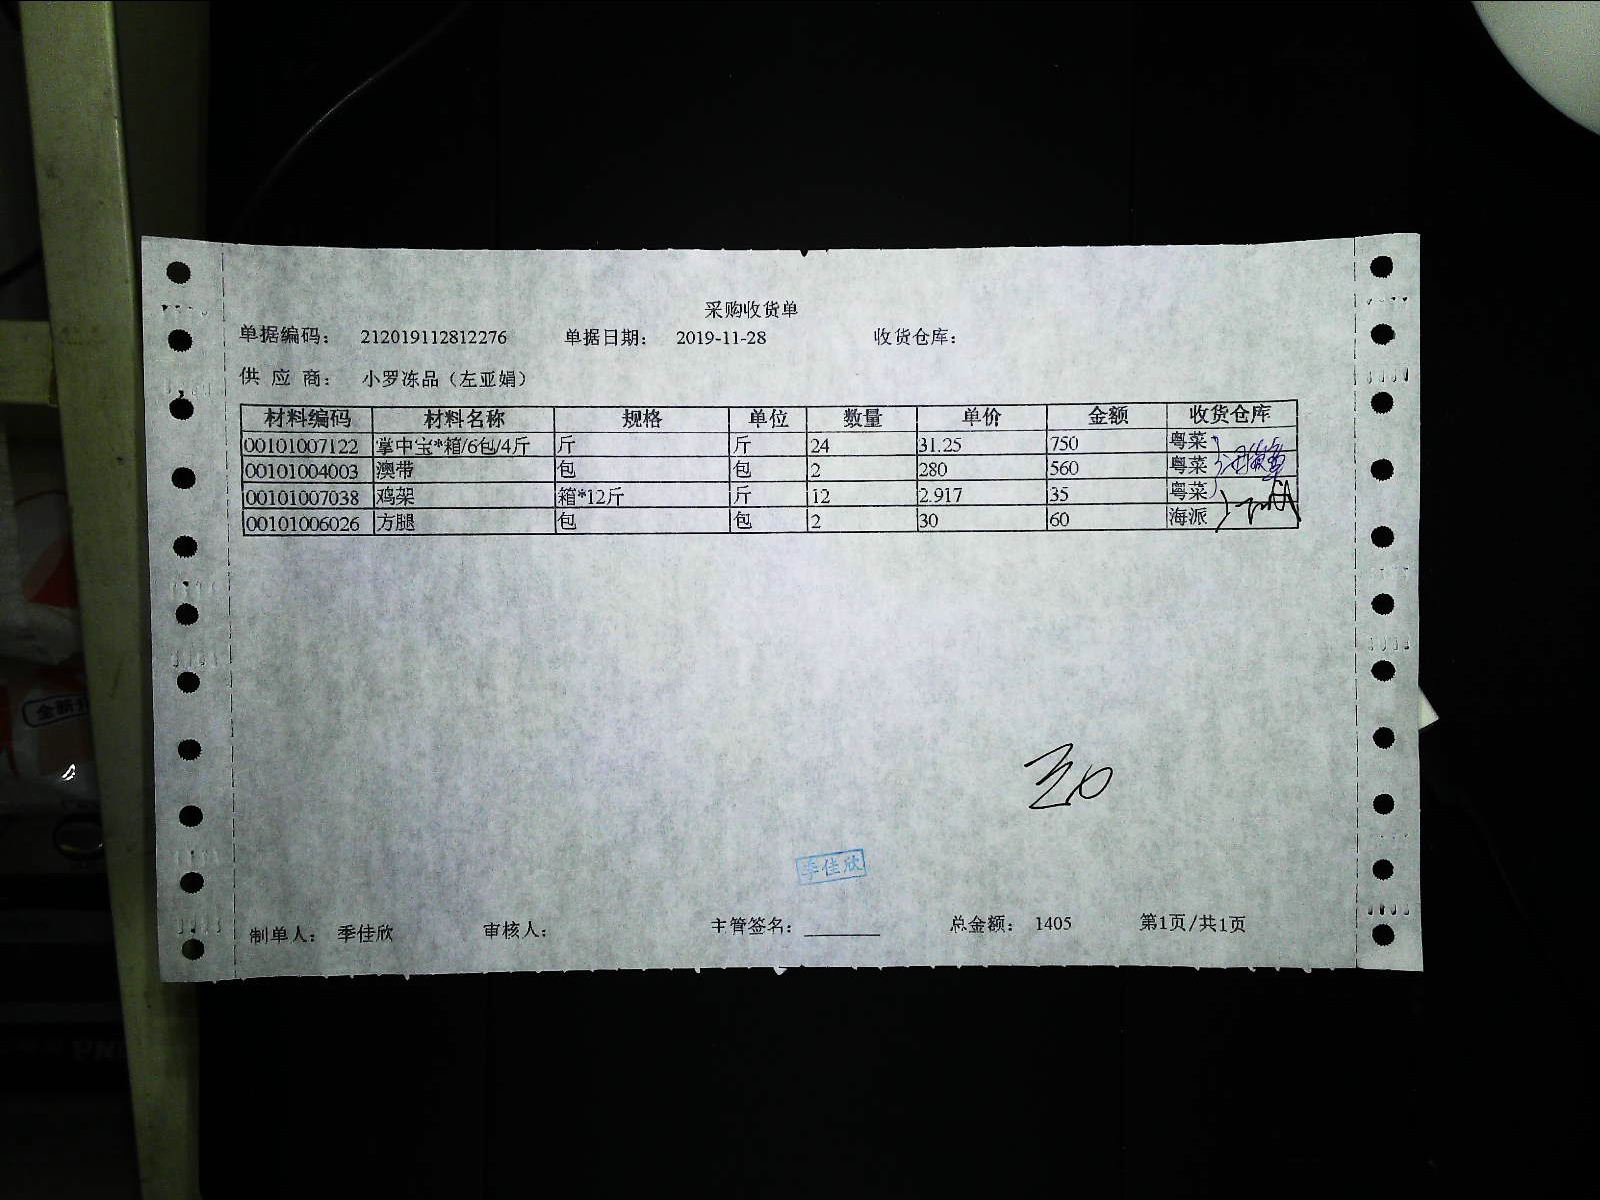 采购收货单
单据编码： 212019112812276 单据日期： 2019-11-28 收货仓库：
供 应 商： 小罗冻品（左亚娟）
材料编码 材料名称 规格 单位 数量 单价 金额 收货仓库
00101007122 掌中宝*箱/6包/4斤 斤 斤 24 31.25 750 粤菜
00101004003 澳带 包 包 2 280 560 粤菜
00101007038 鸡架 箱*12斤 斤 12 2.917 35 粤菜
00101006026 方腿 包 包 2 30 60 海派
季佳欣
制单人： 季佳欣 审核人： 主管签名： 总金额： 1405 第1页/共1页